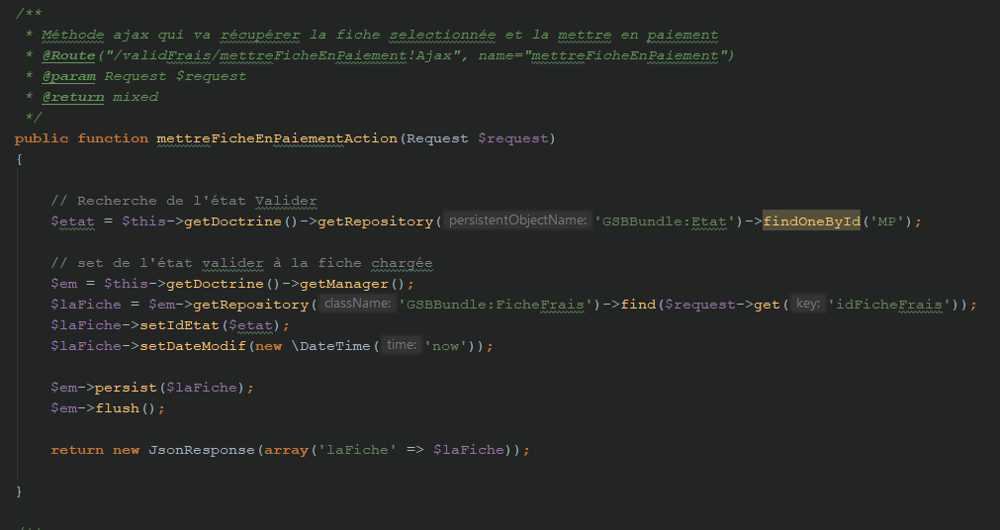 /**
* Méthode ajax qui va récupérer la fiche selectionnée et la mettre en paiement
* @Route("/validFrais/mettreFicheEnPaiement!Ajax", name="mettreFicheEnPaiement")
* @param Request $request
* @return mixed
*/
public function mettreFicheEnPaiementAction(Request $request)
{
// Recherche de l'état Valider
$etat = $this->getDoctrine()->getRepository( persistentObjectName: 'GSBBundle:Etat')->findOneById('MP');
// set de l'état valider à la fiche chargée
$em = $this->getDoctrine()->getManager();
$laFiche = $em->getRepository( className: 'GSBBundle:FicheFrais')->find($request->get( key: 'idFicheFrais'));
$laFiche->setIdEtat($etat);
$laFiche->setDateModif(new \DateTime( time: 'now'));
$em->persist($laFiche);
$em->flush();
return new JsonResponse(array('laFiche' => $laFiche));
}